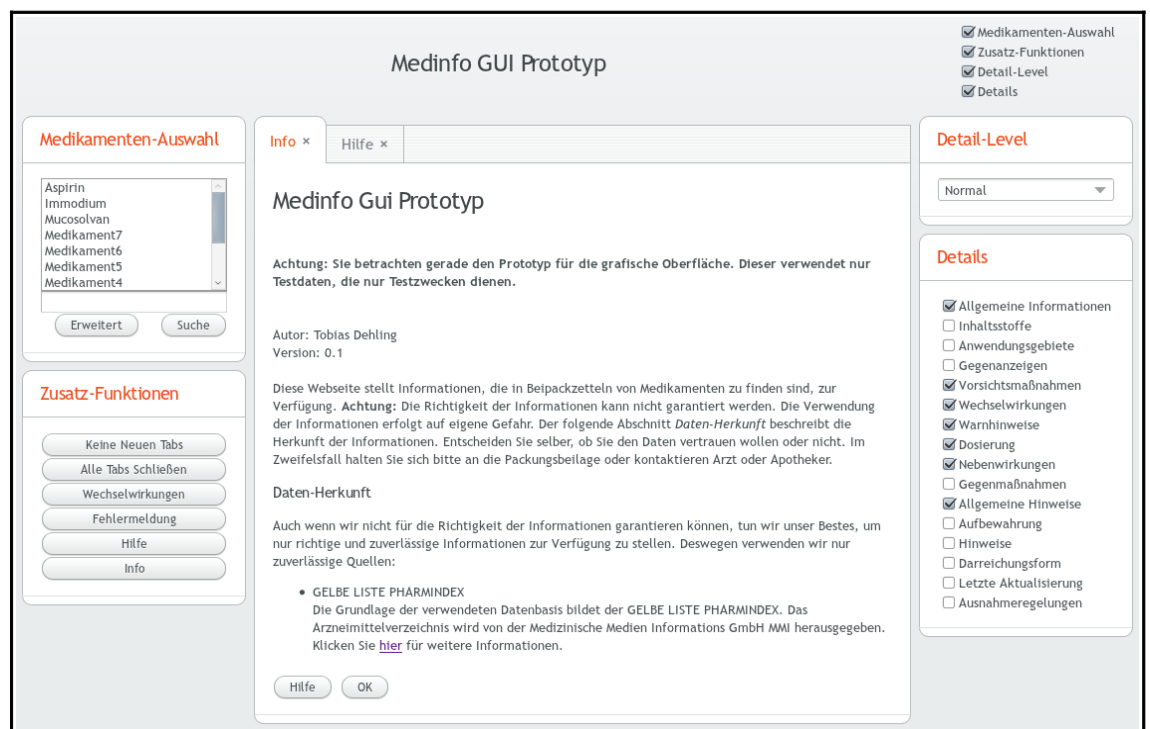 Medinfo GUI Prototyp
Medikamenten-Auswahl
Zusatz-Funktionen
Detail-Level
Details
Medikamenten-Auswahl
Aspirin
Immodium
Mucosolvan
Medikament7
Medikament6
Medikament5
Medikament4
Erweitert Suche
Zusatz-Funktionen
Keine Neuen Tabs
Alle Tabs Schließen
Wechselwirkungen
Fehlermeldung
Hilfe
Info
Info × Hilfe ×
Medinfo Gui Prototyp
Achtung: Sie betrachten gerade den Prototyp für die grafische Oberfläche. Dieser verwendet nur
Testdaten, die nur Testzwecken dienen.
Autor: Tobias Dehling
Version: 0.1
Diese Webseite stellt Informationen, die in Beipackzetteln von Medikamenten zu finden sind, zur
Verfügung. Achtung: Die Richtigkeit der Informationen kann nicht garantiert werden. Die Verwendung
der Informationen erfolgt auf eigene Gefahr. Der folgende Abschnitt Daten-Herkunft beschreibt die
Herkunft der Informationen. Entscheiden Sie selber, ob Sie den Daten vertrauen wollen oder nicht. Im
Zweifelsfall halten Sie sich bitte an die Packungsbeilage oder kontaktieren Arzt oder Apotheker.
Daten-Herkunft
Auch wenn wir nicht für die Richtigkeit der Informationen garantieren können, tun wir unser Bestes, um
nur richtige und zuverlässige Informationen zur Verfügung zu stellen. Deswegen verwenden wir nur
zuverlässige Quellen:
• GELBE LISTE PHARMINDEX
Die Grundlage der verwendeten Datenbasis bildet der GELBE LISTE PHARMINDEX. Das
Arzneimittelverzeichnis wird von der Medizinische Medien Informations GmbH MMI herausgegeben.
Klicken Sie hier für weitere Informationen.
Hilfe OK
Detail-Level
Normal
Details
Allgemeine Informationen
Inhaltsstoffe
Anwendungsgebiete
Gegenanzeigen
Vorsichtsmaßnahmen
Wechselwirkungen
Warnhinweise
Dosierung
Nebenwirkungen
Gegenmaßnahmen
Allgemeine Hinweise
Aufbewahrung
Hinweise
Darreichungsform
Letzte Aktualisierung
Ausnahmeregelungen